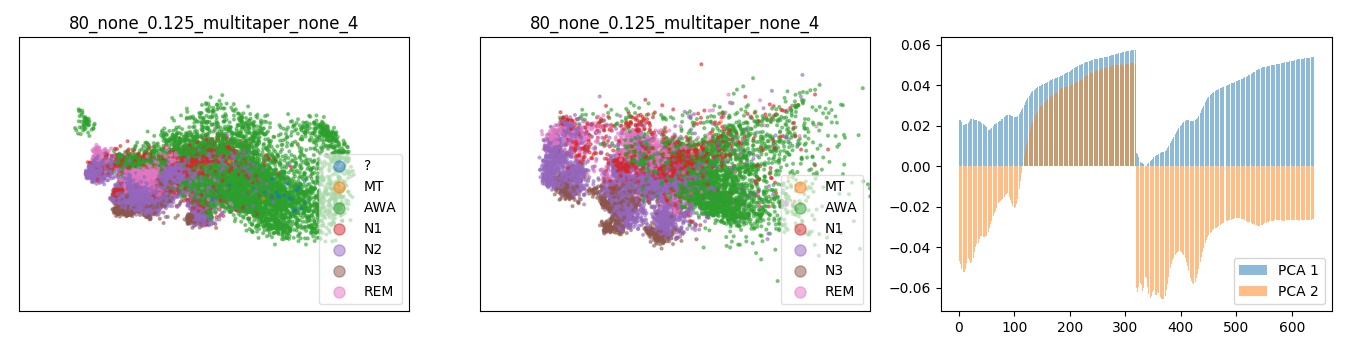 80_none_0.125_multitaper_none_4
?
MT
AWA
N1
N2
N3
REM
80_none_0.125_multitaper_none_4
MT
AWA
N1
N2
N3
REM
0.06
0.04
0.02
0.00
−0.02
−0.04
−0.06
0 100 200 300 400 500 600
PCA 1
PCA 2